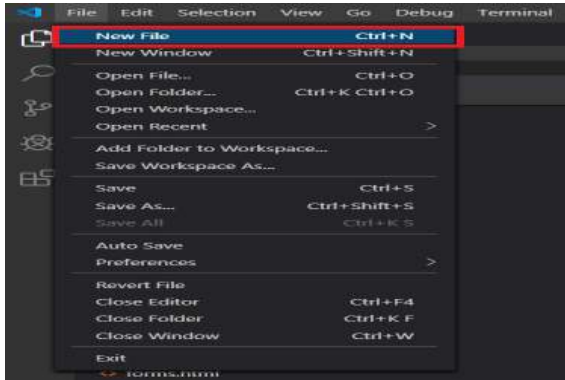 File Edit Selection View Go Debug Terminal
New File Ctrl+N
New Window Ctrl+Shift+N
Open File... Ctrl+O
Open Folder... Ctrl+K Ctrl+O
Open Workspace...
Open Recent >
Add Folder to Workspace...
Save Workspace As...
Save Ctrl+S
Save As... Ctrl+Shift+S
Save All Ctrl+K S
Auto Save
Preferences >
Revert File
Close Editor Ctrl+F4
Close Folder Ctrl+K F
Close Window Ctrl+W
Exit
<> forms.html